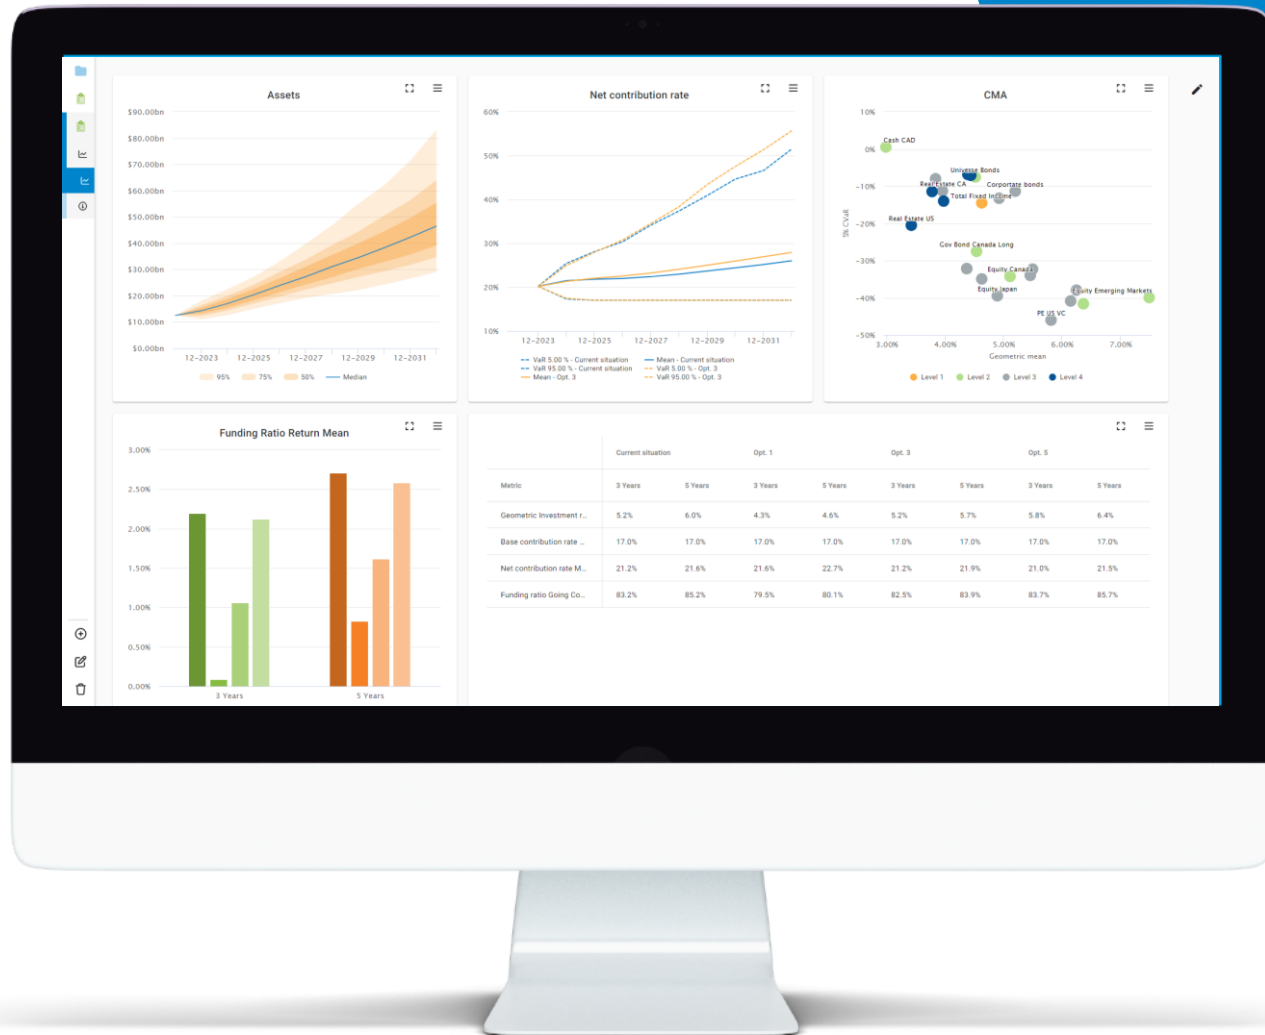 Assets
$90.00bn
$80.00bn
$70.00bn
$60.00bn
$50.00bn
$40.00bn
$30.00bn
$20.00bn
$10.00bn
$0.00bn
12-2023 12-2025 12-2027 12-2029 12-2031
95% 75% 50% Median
Net contribution rate
60%
50%
40%
30%
20%
10%
12-2023 12-2025 12-2027 12-2029 12-2031
VaR 5.00 % - Current situation Mean - Current situation
VaR 95.00 % - Current situation VaR 5.00 % - Opt. 3
Mean - Opt. 3 VaR 95.00 % - Opt. 3
CMA
10%
0%
-10%
-20%
-30%
-40%
-50%
5% CVaR
Cash CAD
Universe Bonds
Real Estate CA
Corportate bonds
Total Fixed Income
Real Estate US
Gov Bond Canada Long
Equity Canada
Equity Japan
Equity Emerging Markets
PE US VC
3.00% 4.00% 5.00% 6.00% 7.00%
Geometric mean
Level 1 Level 2 Level 3 Level 4
Funding Ratio Return Mean
3.00%
2.50%
2.00%
1.50%
1.00%
0.50%
0.00%
3 Years 5 Years
Current situation Opt. 1 Opt. 3 Opt. 5
Metric 3 Years 5 Years 3 Years 5 Years 3 Years 5 Years 3 Years 5 Years
Geometric Investment r... 5.2% 6.0% 4.3% 4.6% 5.2% 5.7% 5.8% 6.4%
Base contribution rate ... 17.0% 17.0% 17.0% 17.0% 17.0% 17.0% 17.0% 17.0%
Net contribution rate M... 21.2% 21.6% 21.6% 22.7% 21.2% 21.9% 21.0% 21.5%
Funding ratio Going Co... 83.2% 85.2% 79.5% 80.1% 82.5% 83.9% 83.7% 85.7%